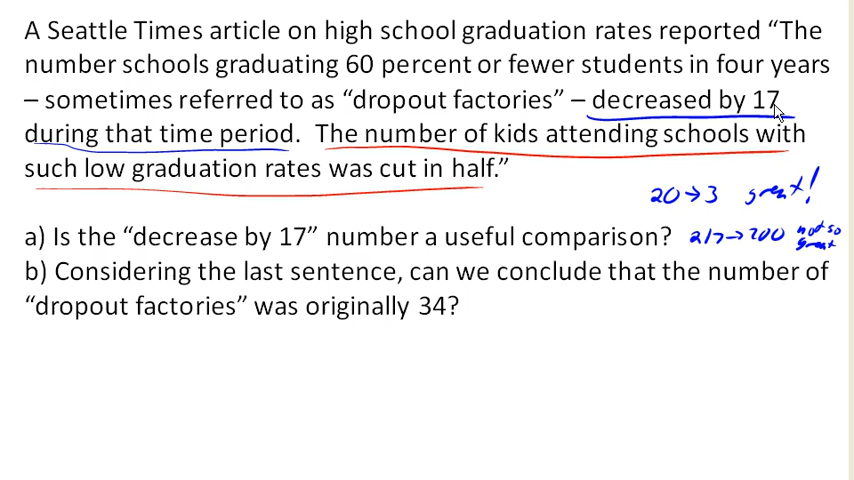 A Seattle Times article on high school graduation rates reported “The
number schools graduating 60 percent or fewer students in four years
– sometimes referred to as “dropout factories” – decreased by 17
during that time period. The number of kids attending schools with
such low graduation rates was cut in half.”
20→3 great!
a) Is the “decrease by 17” number a useful comparison? 217→200 not so
great
b) Considering the last sentence, can we conclude that the number of
“dropout factories” was originally 34?